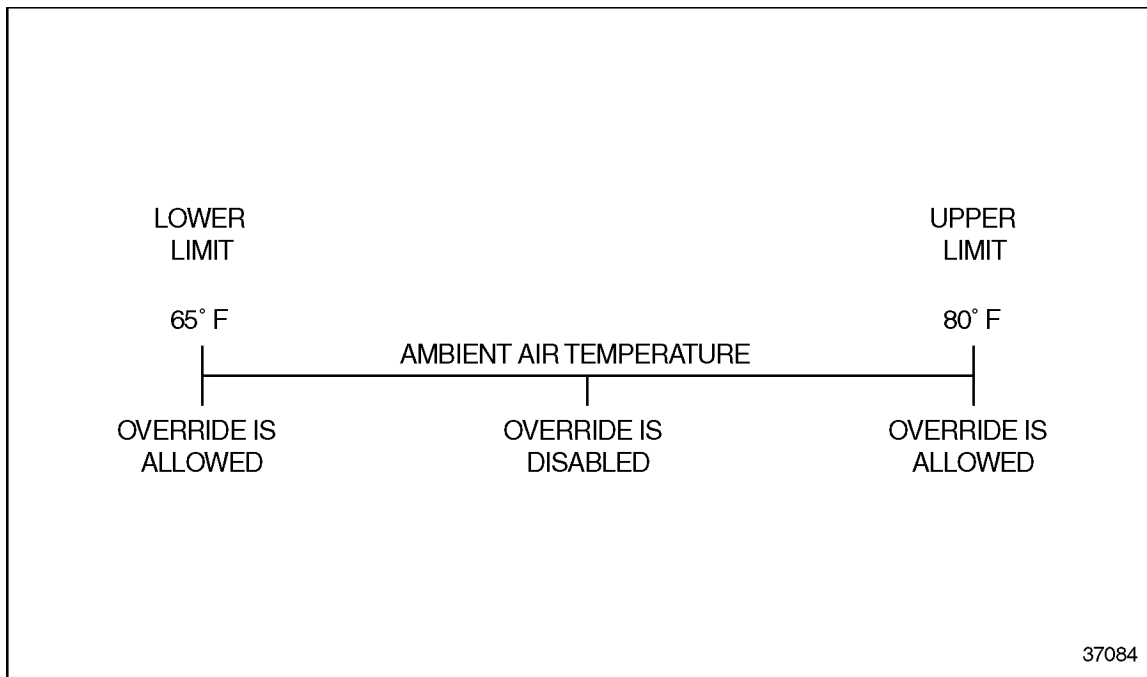 LOWER
LIMIT
UPPER
LIMIT
65° F
80° F
AMBIENT AIR TEMPERATURE
OVERRIDE IS
ALLOWED
OVERRIDE IS
DISABLED
OVERRIDE IS
ALLOWED
37084